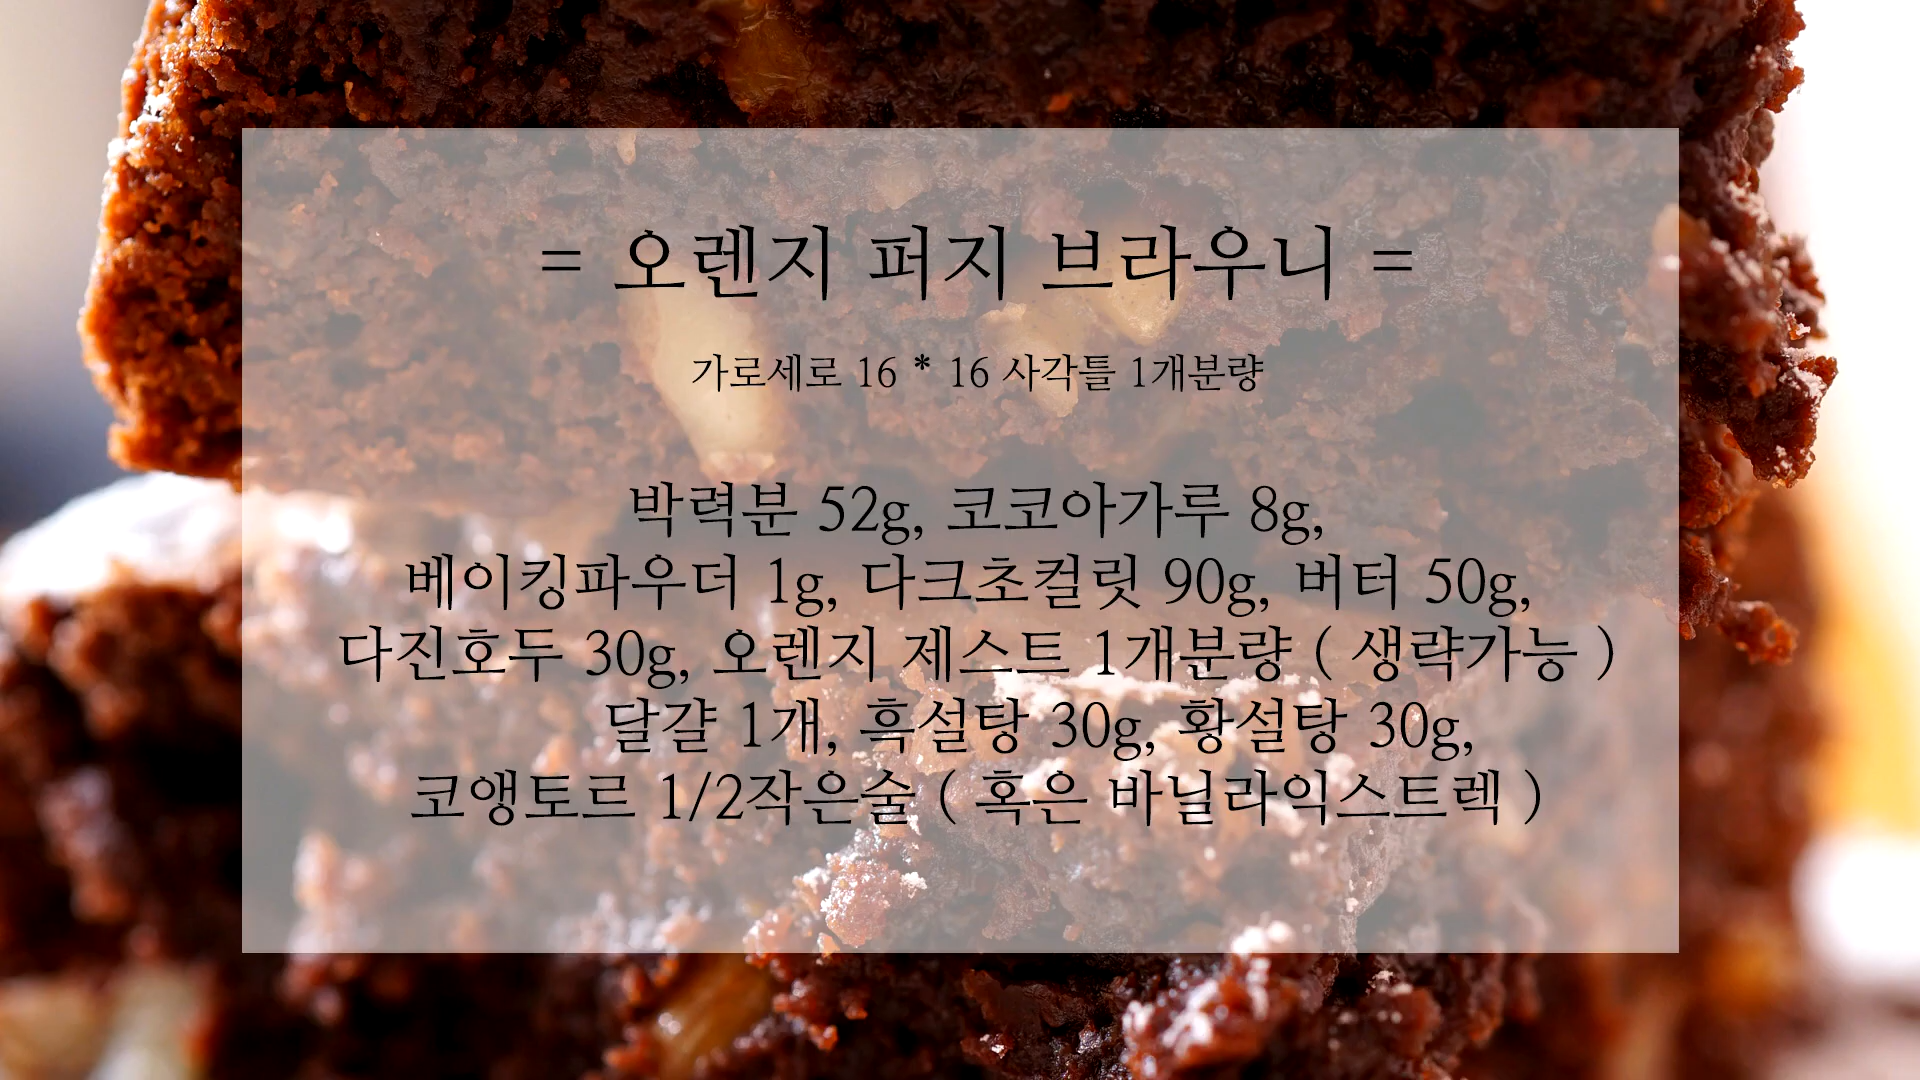 = 오렌지 퍼지 브라우니 =
가로세로 16 * 16 사각틀 1개분량
박력분 52g, 코코아가루 8g,
베이킹파우더 1g, 다크초컬릿 90g, 버터 50g,
다진호두 30g, 오렌지 제스트 1개분량 ( 생략가능 )
달걀 1개, 흑설탕 30g, 황설탕 30g,
코앵토르 1/2작은술 ( 혹은 바닐라익스트렉 )